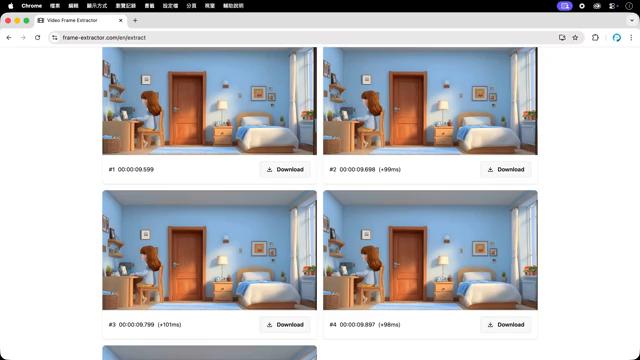 Chrome 檔案 編輯 顯示方式 瀏覽記錄 書籤 設定檔 分頁 視窗 輔助說明
Video Frame Extractor
frame-extractor.com/en/extract
#1 00:00:09.599 Download
#2 00:00:09.698 (+99ms) Download
#3 00:00:09.799 (+101ms) Download
#4 00:00:09.897 (+98ms) Download